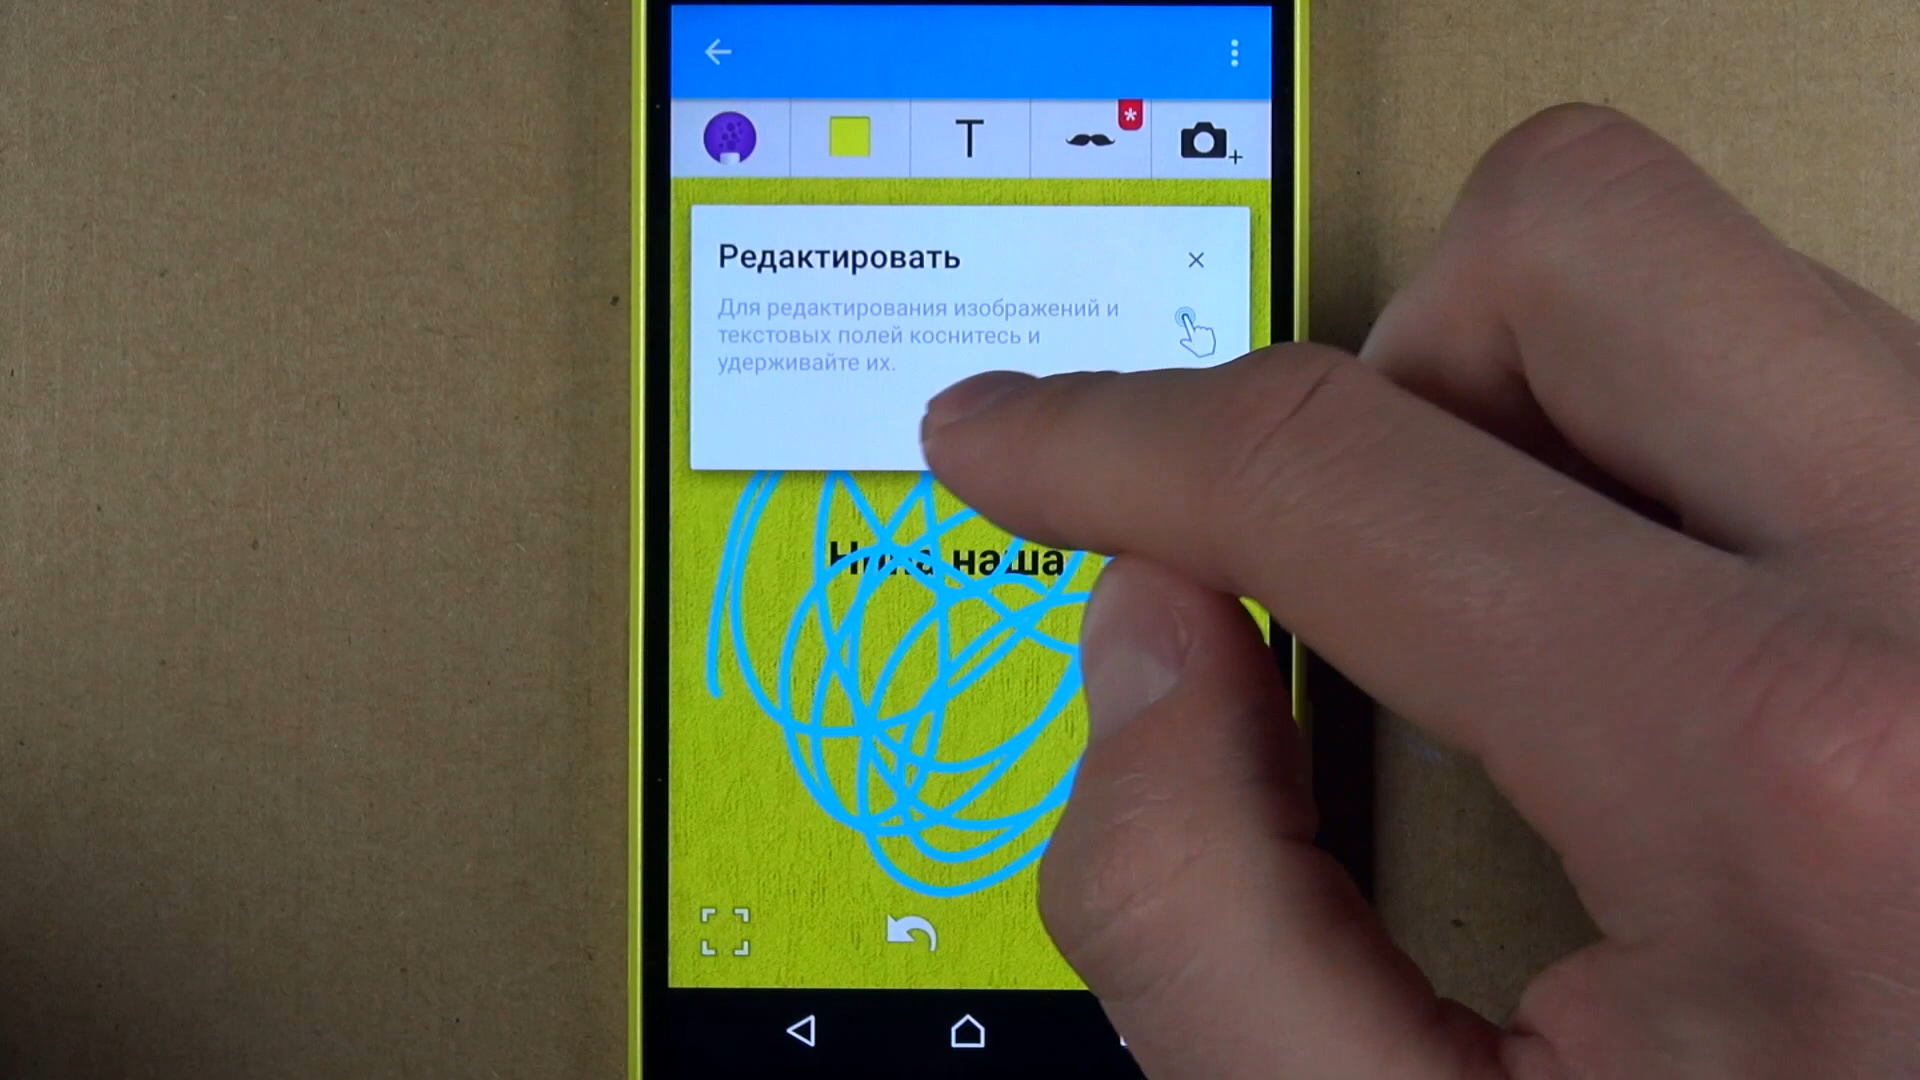 T
*
Редактировать
Для редактирования изображений и
текстовых полей коснитесь и
удерживайте их.
наша